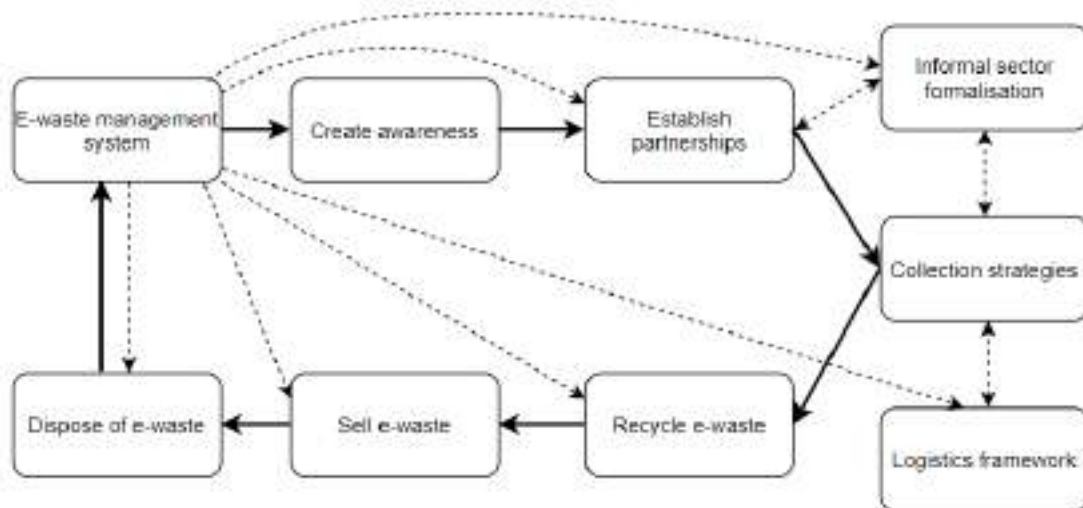 Informal sector
formalisation
E-waste management
system
Create awareness
Establish
partnerships
Collection strategies
Dispose of e-waste
Sell e-waste
Recycle e-waste
Logistics framework